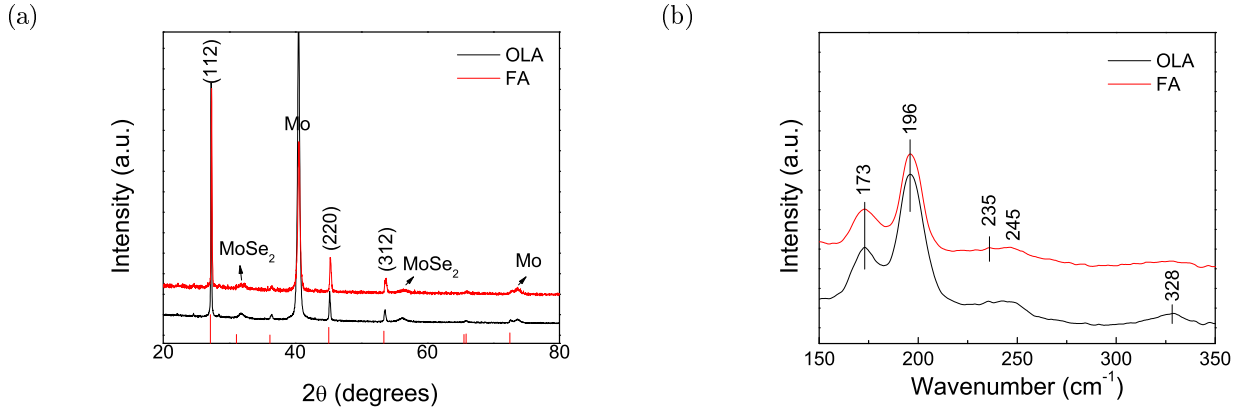 (a)
(112)
Mo
MoSe₂
(220)
(312)
MoSe₂
Mo
OLA
FA
Intensity (a.u.)
20 40 60 80
2θ (degrees)
(b)
173
196
235
245
328
OLA
FA
Intensity (a.u.)
150 200 250 300 350
Wavenumber (cm⁻¹)